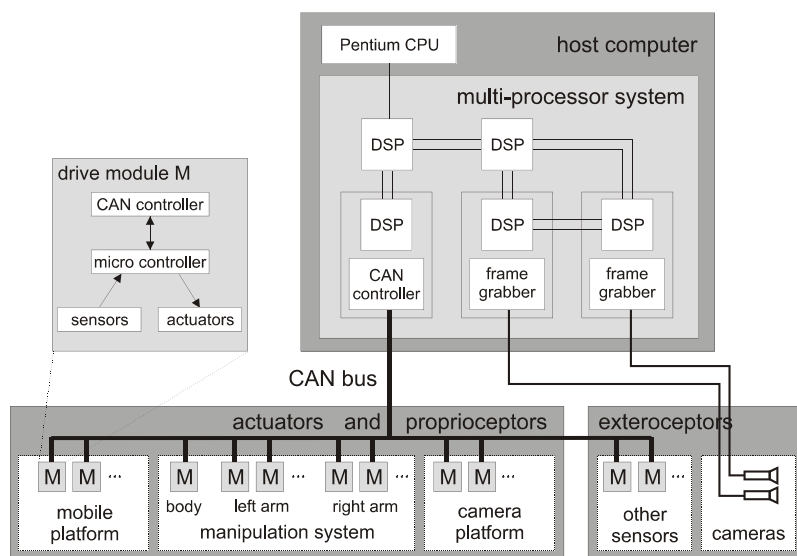 host computer
Pentium CPU
multi-processor system
DSP
DSP
DSP
DSP
DSP
CAN
controller
frame
grabber
frame
grabber
drive module M
CAN controller
micro controller
sensors
actuators
CAN bus
actuators and proprioceptors
exteroceptors
M M ...
mobile
platform
M M M ... M M ...
body left arm right arm
manipulation system
M M ...
camera
platform
M M ...
other
sensors
cameras